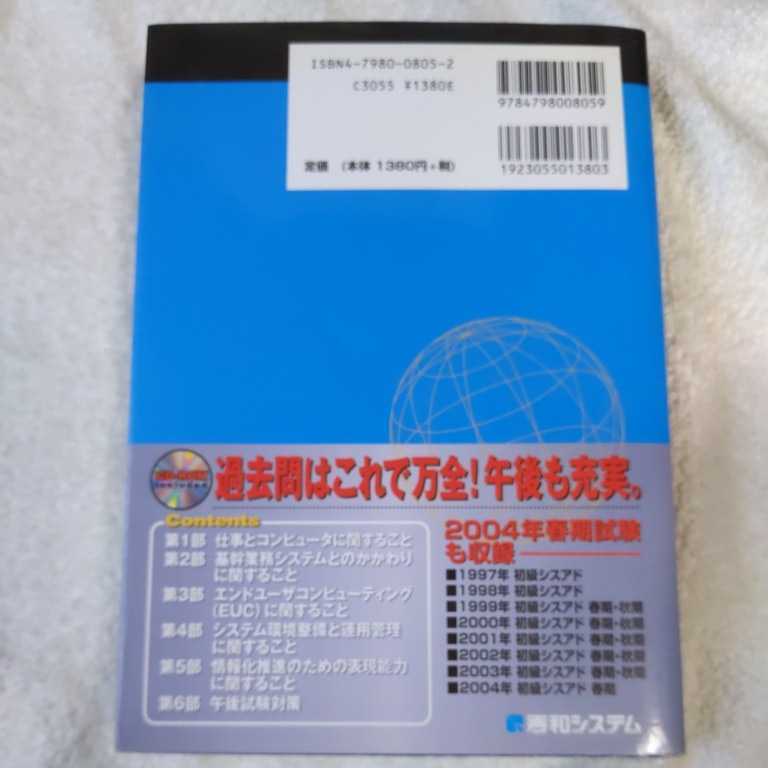 ISBN4-7980-0805-2
C3055 ¥1380E
定価 (本体 1380円+税)
9784798008059
1923055013803
CD-ROM
過去問はこれで万全!午後も充実。
Contents
第1部 仕事とコンピュータに関すること
第2部 基幹業務システムとのかかわり
に関すること
第3部 エンドユーザコンピューティング
(EUC)に関すること
第4部 システム環境整備と運用管理
に関すること
第5部 情報化推進のための表現能力
に関すること
第6部 午後試験対策
2004年春期試験
も収録
■1997年 初級シスアド
■1998年 初級シスアド
■1999年 初級シスアド 春期・秋期
■2000年 初級シスアド 春期・秋期
■2001年 初級シスアド 春期・秋期
■2002年 初級シスアド 春期・秋期
■2003年 初級シスアド 春期・秋期
■2004年 初級シスアド 春期
秀和システム